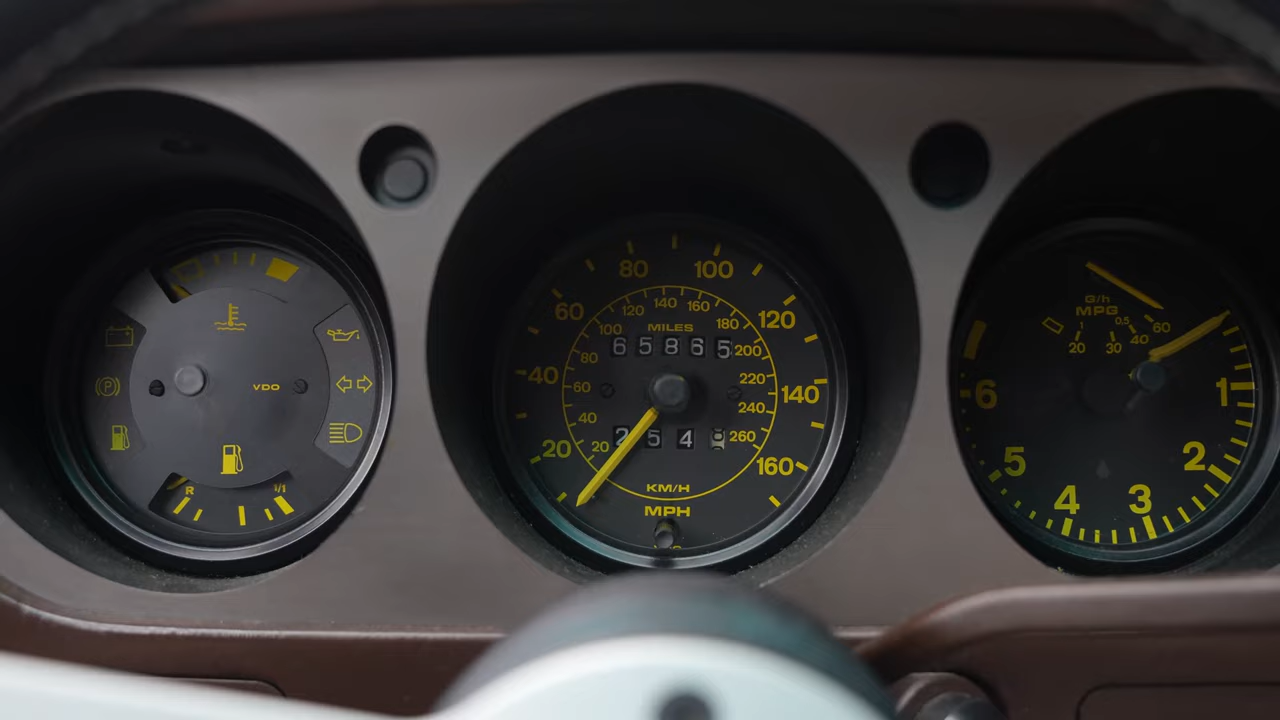 VDO
R 1/1
20 40 60 80 100 120 140 160
20 40 60 80 100 120 140 160 180 200 220 240 260
MILES
65865
254
KM/H
MPH
G/h
MPG
1 0,5
20 30 40 60
1 2 3 4 5 6